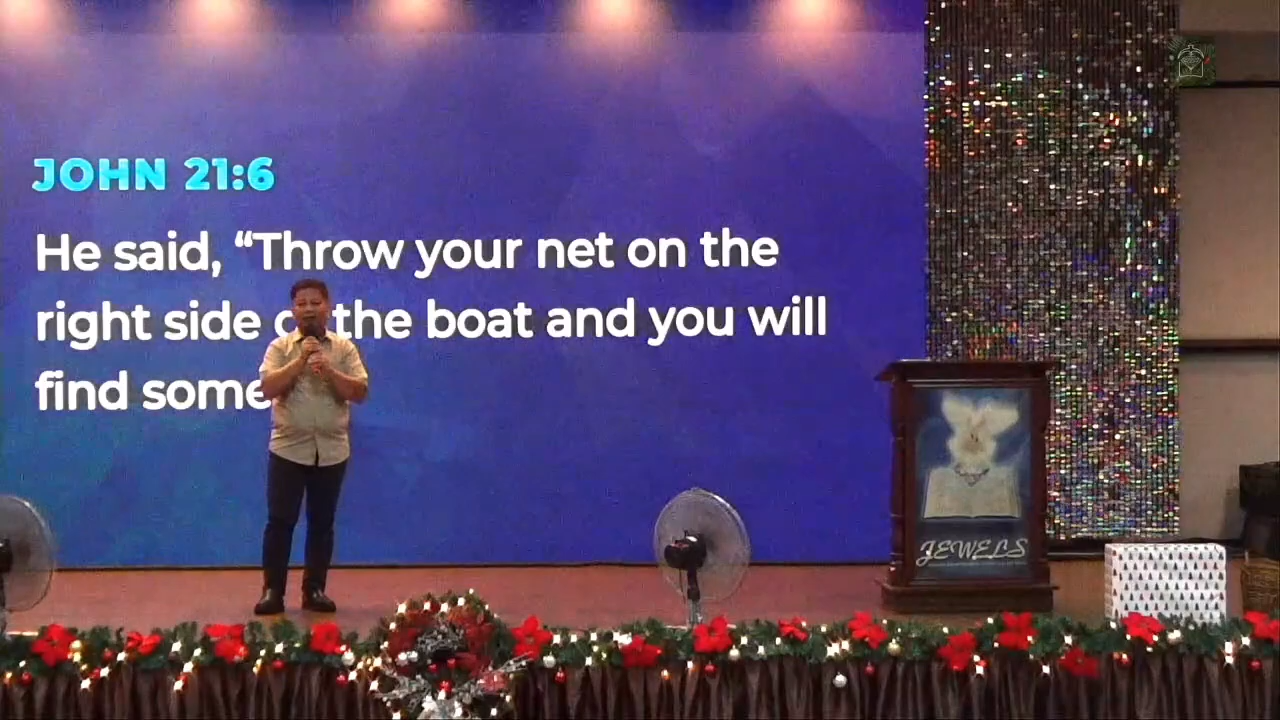 JOHN 21:6
He said, “Throw your net on the
right side the boat and you will
find some
JEWELS